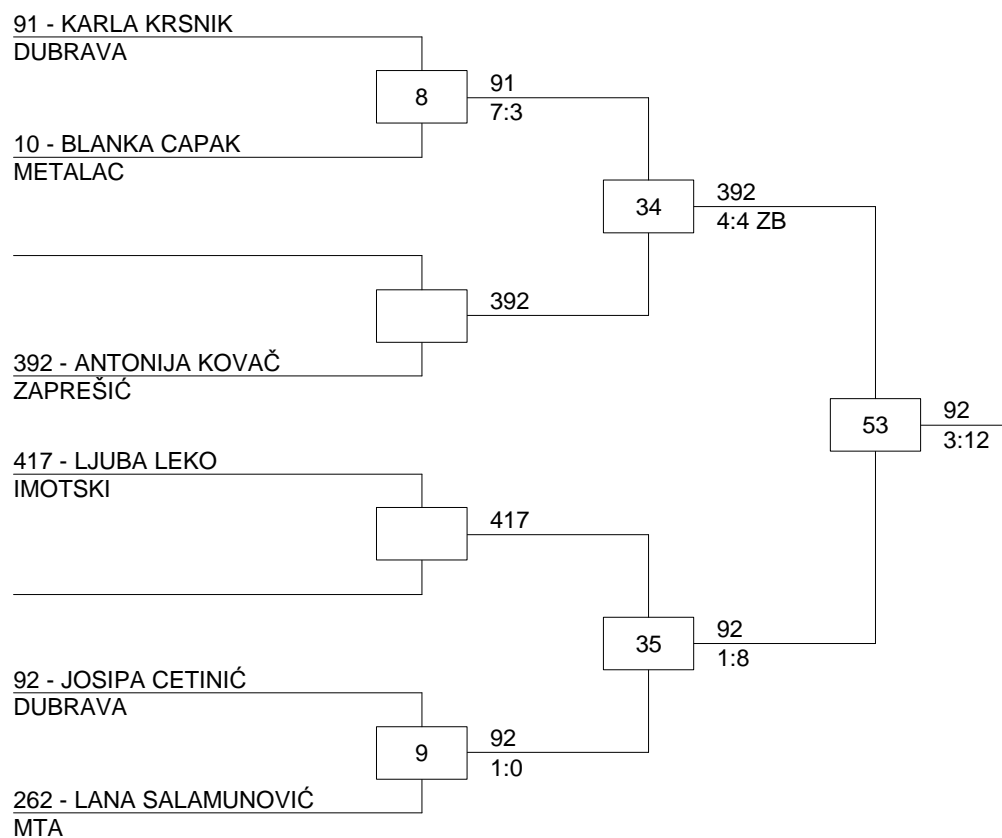 91 - KARLA KRSNIK
DUBRAVA
8
91
7:3
10 - BLANKA CAPAK
METALAC
34
392
4:4 ZB
392
392 - ANTONIJA KOVAČ
ZAPREŠIĆ
53
92
3:12
417 - LJUBA LEKO
IMOTSKI
417
35
92
1:8
92 - JOSIPA CETINIĆ
DUBRAVA
9
92
1:0
262 - LANA SALAMUNOVIĆ
MTA